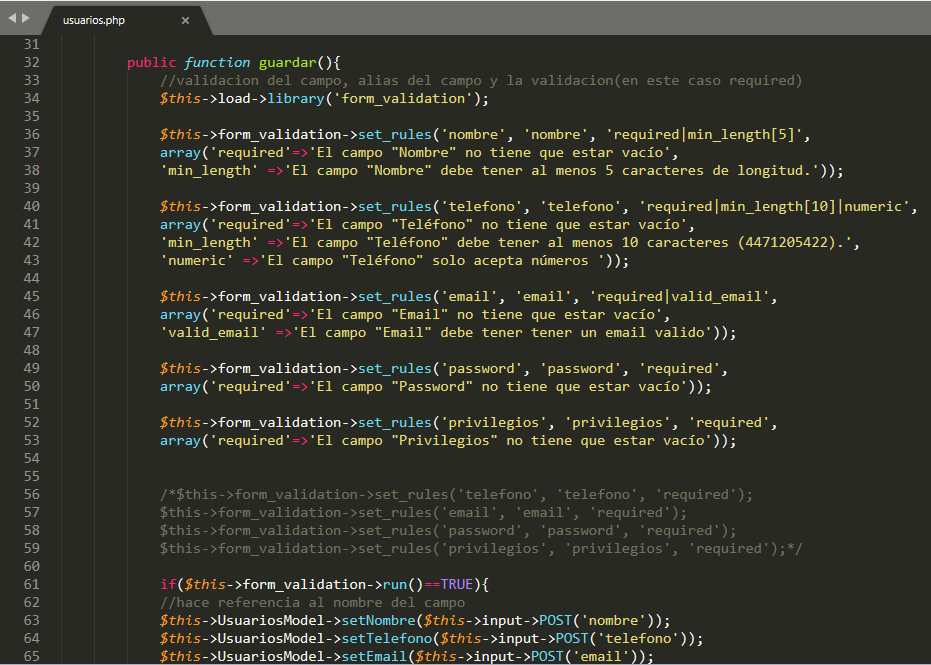 usuarios.php ×
31
32 public function guardar(){
33 //validacion del campo, alias del campo y la validacion(en este caso required)
34 $this->load->library('form_validation');
35
36 $this->form_validation->set_rules('nombre', 'nombre', 'required|min_length[5]',
37 array('required'=>'El campo "Nombre" no tiene que estar vacío',
38 'min_length' =>'El campo "Nombre" debe tener al menos 5 caracteres de longitud.'));
39
40 $this->form_validation->set_rules('telefono', 'telefono', 'required|min_length[10]|numeric',
41 array('required'=>'El campo "Teléfono" no tiene que estar vacío',
42 'min_length' =>'El campo "Teléfono" debe tener al menos 10 caracteres (4471205422).',
43 'numeric' =>'El campo "Teléfono" solo acepta números '));
44
45 $this->form_validation->set_rules('email', 'email', 'required|valid_email',
46 array('required'=>'El campo "Email" no tiene que estar vacío',
47 'valid_email' =>'El campo "Email" debe tener tener un email valido'));
48
49 $this->form_validation->set_rules('password', 'password', 'required',
50 array('required'=>'El campo "Password" no tiene que estar vacío'));
51
52 $this->form_validation->set_rules('privilegios', 'privilegios', 'required',
53 array('required'=>'El campo "Privilegios" no tiene que estar vacío'));
54
55
56 /*$this->form_validation->set_rules('telefono', 'telefono', 'required');
57 $this->form_validation->set_rules('email', 'email', 'required');
58 $this->form_validation->set_rules('password', 'password', 'required');
59 $this->form_validation->set_rules('privilegios', 'privilegios', 'required');*/
60
61 if($this->form_validation->run()==TRUE){
62 //hace referencia al nombre del campo
63 $this->UsuariosModel->setNombre($this->input->POST('nombre'));
64 $this->UsuariosModel->setTelefono($this->input->POST('telefono'));
65 $this->UsuariosModel->setEmail($this->input->POST('email'));